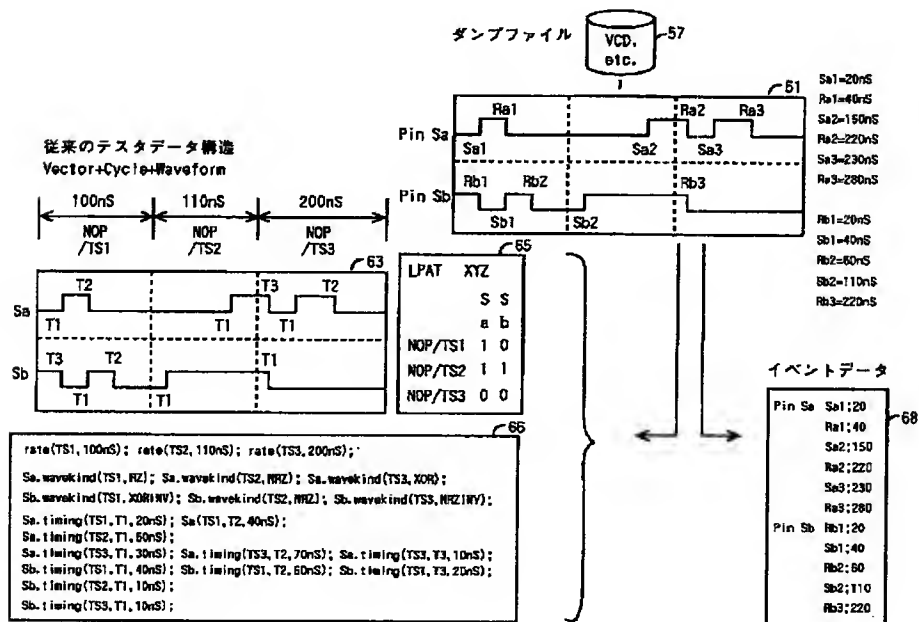 ダンプファイル
57
VCD,
etc.
61
Ra1
Ra2
Ra3
Pin Sa
Sa1
Sa2
Sa3
Rb1
Rb2
Rb3
Pin Sb
Sb1
Sb2
Sa1=20nS
Ra1=40nS
Sa2=150nS
Ra2=220nS
Sa3=230nS
Ra3=280nS
Rb1=20nS
Sb1=40nS
Rb2=60nS
Sb2=110nS
Rb3=220nS
従来のテスタデータ構造
Vector+Cycle+Waveform
100nS
110nS
200nS
NOP
/TS1
NOP
/TS2
NOP
/TS3
63
T2
T3
T2
Sa
T1
T1
T1
T3
T2
T1
Sb
T1
T1
65
LPAT XYZ
S S
a b
NOP/TS1 1 0
NOP/TS2 1 1
NOP/TS3 0 0
66
rate(TS1,100nS); rate(TS2,110nS); rate(TS3,200nS);
Sa.wavekind(TS1,RZ); Sa.wavekind(TS2,NRZ); Sa.wavekind(TS3,XOR);
Sb.wavekind(TS1,XORINV); Sb.wavekind(TS2,NRZ); Sb.wavekind(TS3,NRZINV);
Sa.timing(TS1,T1,20nS); Sa(TS1,T2,40nS);
Sa.timing(TS2,T1,50nS);
Sa.timing(TS3,T1,30nS); Sa.timing(TS3,T2,70nS); Sa.timing(TS3,T3,10nS);
Sb.timing(TS1,T1,40nS); Sb.timing(TS1,T2,60nS); Sb.timing(TS1,T3,20nS);
Sb.timing(TS2,T1,10nS);
Sb.timing(TS3,T1,10nS);
イベントデータ
68
Pin Sa Sa1;20
Ra1;40
Sa2;150
Ra2;220
Sa3;230
Ra3;280
Pin Sb Rb1;20
Sb1;40
Rb2;60
Sb2;110
Rb3;220